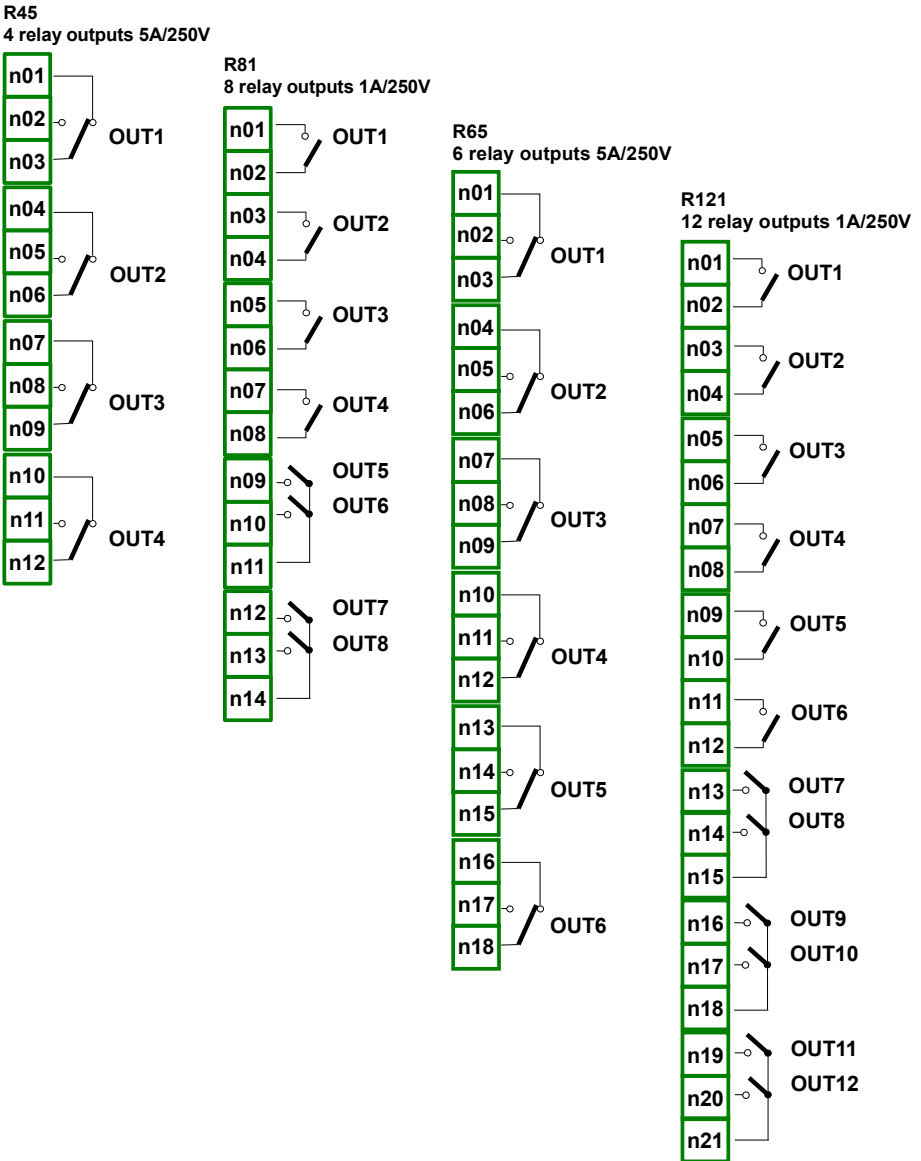 R45
4 relay outputs 5A/250V
n01
n02
n03
OUT1
n04
n05
n06
OUT2
n07
n08
n09
OUT3
n10
n11
n12
OUT4
R81
8 relay outputs 1A/250V
n01
n02
OUT1
n03
n04
OUT2
n05
n06
OUT3
n07
n08
OUT4
n09
n10
n11
OUT5
OUT6
n12
n13
n14
OUT7
OUT8
R65
6 relay outputs 5A/250V
n01
n02
n03
OUT1
n04
n05
n06
OUT2
n07
n08
n09
OUT3
n10
n11
n12
OUT4
n13
n14
n15
OUT5
n16
n17
n18
OUT6
R121
12 relay outputs 1A/250V
n01
n02
OUT1
n03
n04
OUT2
n05
n06
OUT3
n07
n08
OUT4
n09
n10
OUT5
n11
n12
OUT6
n13
n14
n15
OUT7
OUT8
n16
n17
n18
OUT9
OUT10
n19
n20
n21
OUT11
OUT12